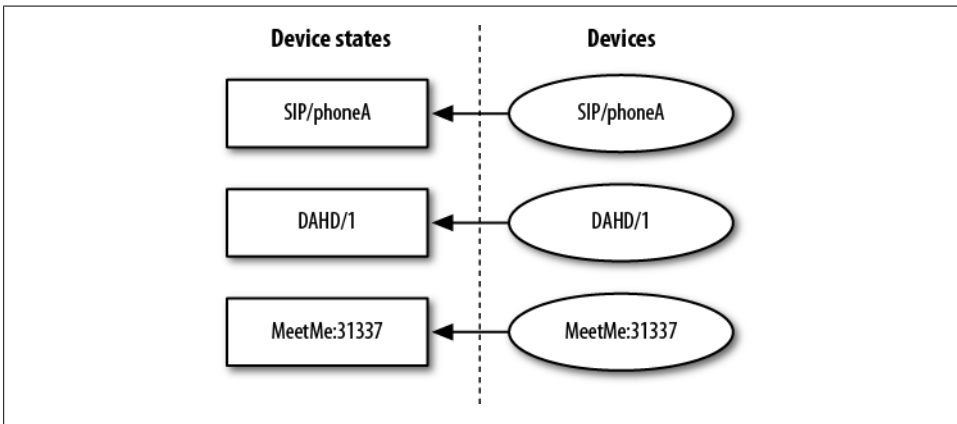 Device states
Devices
SIP/phoneA
SIP/phoneA
DAHD/1
DAHD/1
MeetMe:31337
MeetMe:31337